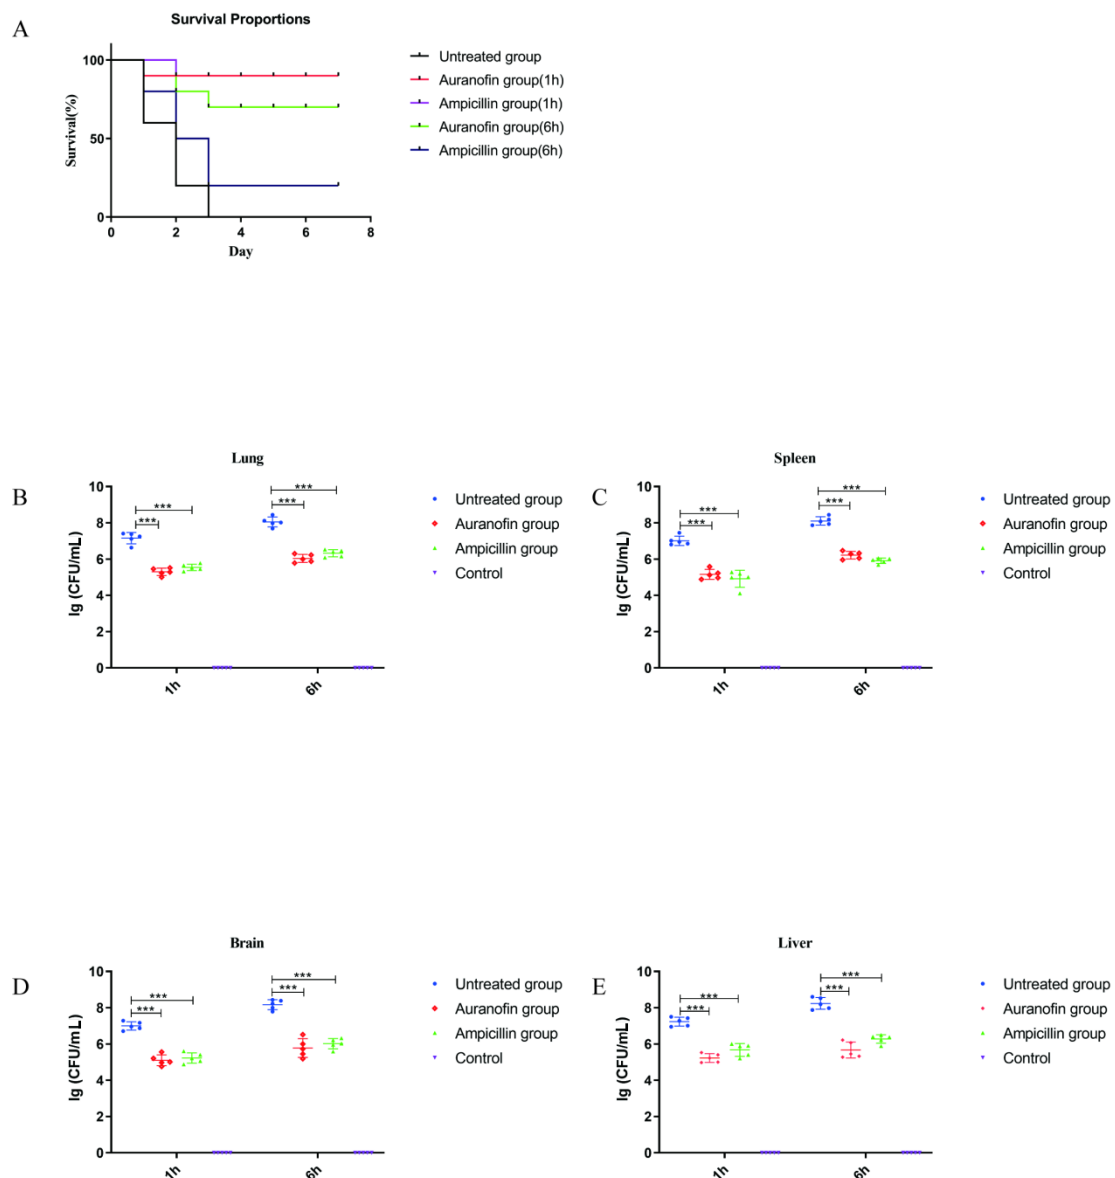 A
Survival Proportions
Survival(%)
100
50
0
0 2 4 6 8
Day
Untreated group
Auranofin group(1h)
Ampicillin group(1h)
Auranofin group(6h)
Ampicillin group(6h)
B
Lung
lg (CFU/mL)
10
8
6
4
2
0
*** ***
*** ***
1h 6h
Untreated group
Auranofin group
Ampicillin group
Control
C
Spleen
lg (CFU/mL)
10
8
6
4
2
0
*** ***
*** ***
1h 6h
Untreated group
Auranofin group
Ampicillin group
Control
D
Brain
lg (CFU/mL)
10
8
6
4
2
0
*** ***
*** ***
1h 6h
Untreated group
Auranofin group
Ampicillin group
Control
E
Liver
lg (CFU/mL)
10
8
6
4
2
0
*** ***
*** ***
1h 6h
Untreated group
Auranofin group
Ampicillin group
Control